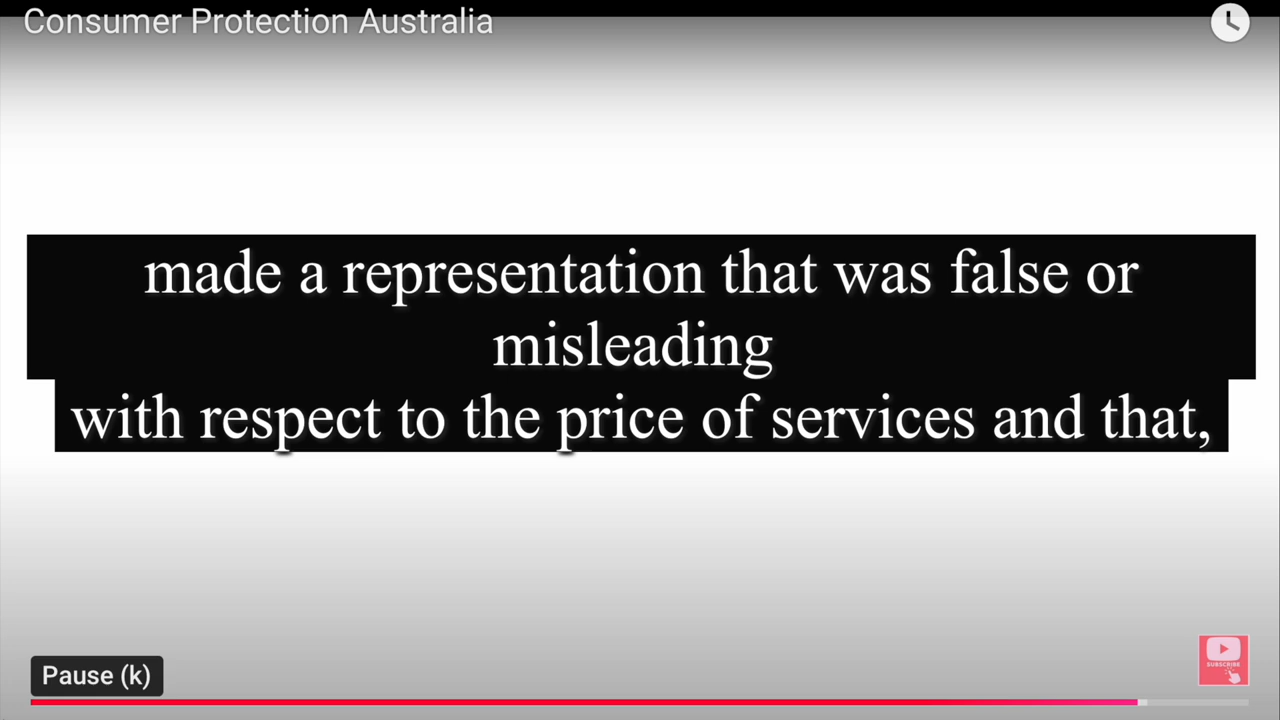 Consumer Protection Australia
made a representation that was false or
misleading
with respect to the price of services and that,
SUBSCRIBE
Pause (k)